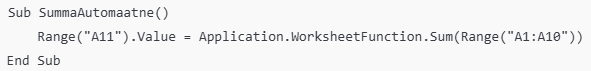 Sub SummaAutomaatne()
    Range("A11").Value = Application.WorksheetFunction.Sum(Range("A1:A10"))
End Sub